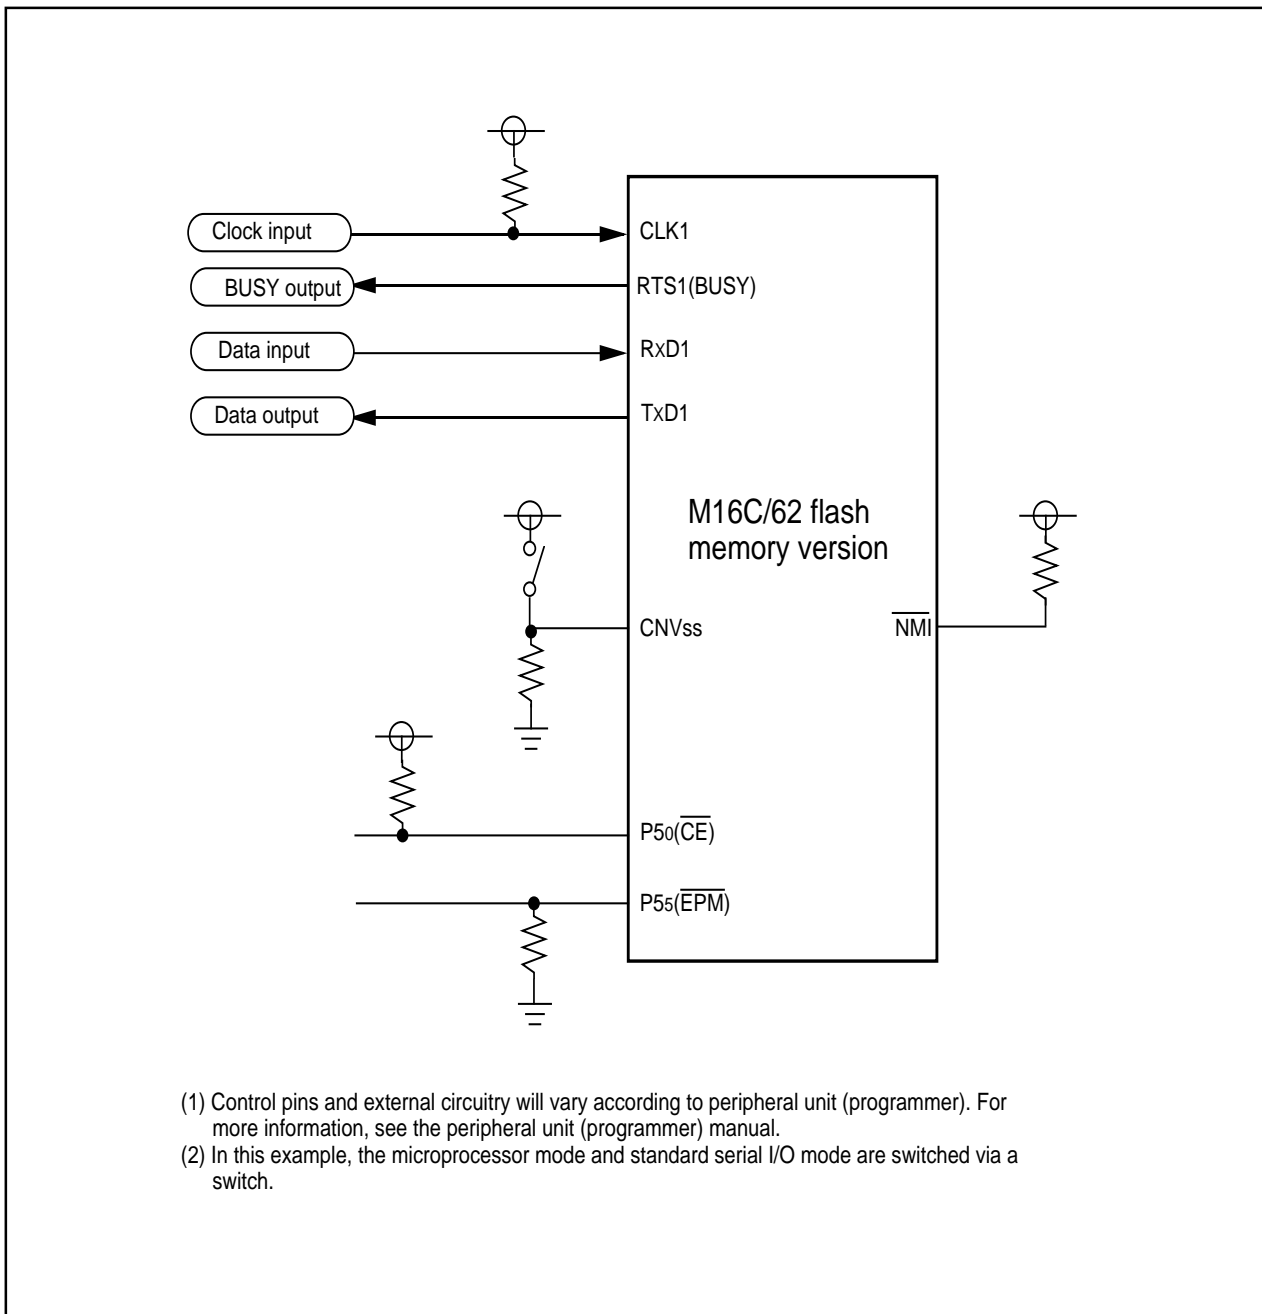 Clock input
CLK1
BUSY output
RTS1(BUSY)
Data input
RxD1
Data output
TxD1
M16C/62 flash
memory version
CNVss
NMI
P50(CE)
P55(EPM)
(1) Control pins and external circuitry will vary according to peripheral unit (programmer). For
more information, see the peripheral unit (programmer) manual.
(2) In this example, the microprocessor mode and standard serial I/O mode are switched via a
switch.